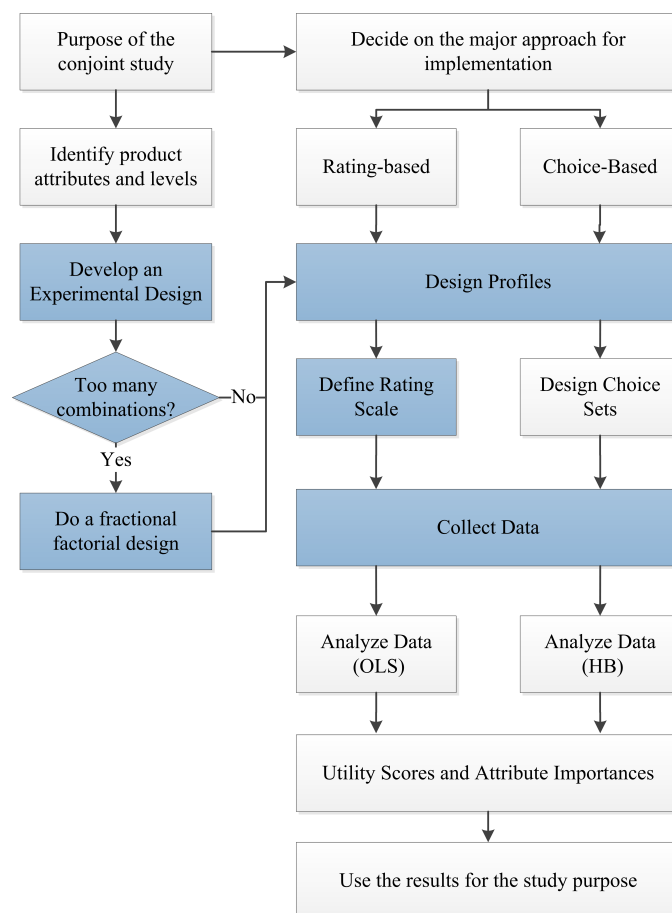 Purpose of the
conjoint study
Decide on the major approach for
implementation
Identify product
attributes and levels
Rating-based
Choice-Based
Develop an
Experimental Design
Design Profiles
Too many
combinations?
No
Define Rating
Scale
Design Choice
Sets
Yes
Do a fractional
factorial design
Collect Data
Analyze Data
(OLS)
Analyze Data
(HB)
Utility Scores and Attribute Importances
Use the results for the study purpose